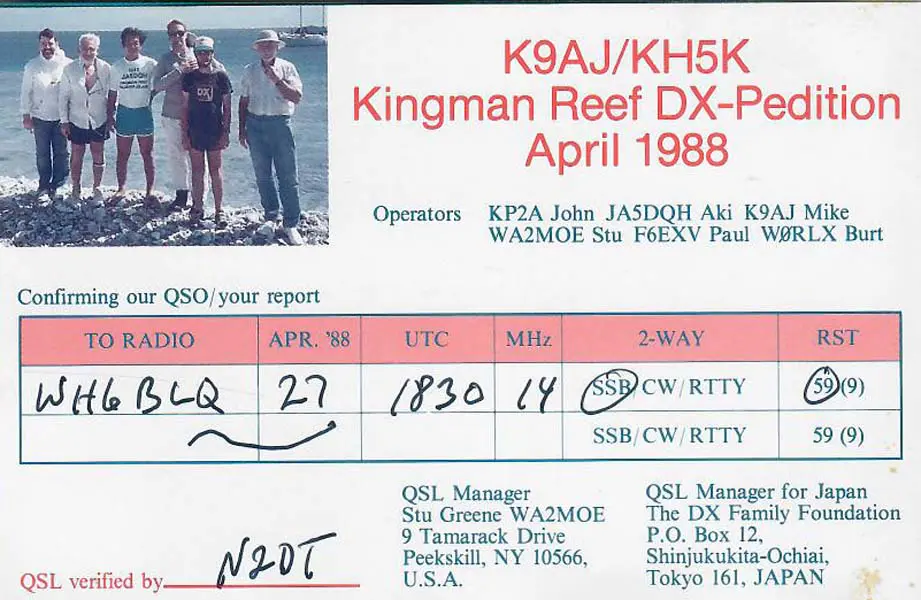 K9AJ/KH5K
Kingman Reef DX-Pedition
April 1988
JA5DQH
DX
Operators KP2A John JA5DQH Aki K9AJ Mike
WA2MOE Stu F6EXV Paul WØRLX Burt
Confirming our QSO/your report
TO RADIO APR. '88 UTC MHz 2-WAY RST
WH6BLQ 27 1830 14 SSB/CW/RTTY 59 (9)
SSB/CW/RTTY 59 (9)
QSL Manager
Stu Greene WA2MOE
9 Tamarack Drive
Peekskill, NY 10566,
U.S.A.
QSL Manager for Japan
The DX Family Foundation
P.O. Box 12,
Shinjukukita-Ochiai,
Tokyo 161, JAPAN
QSL verified by N2DT